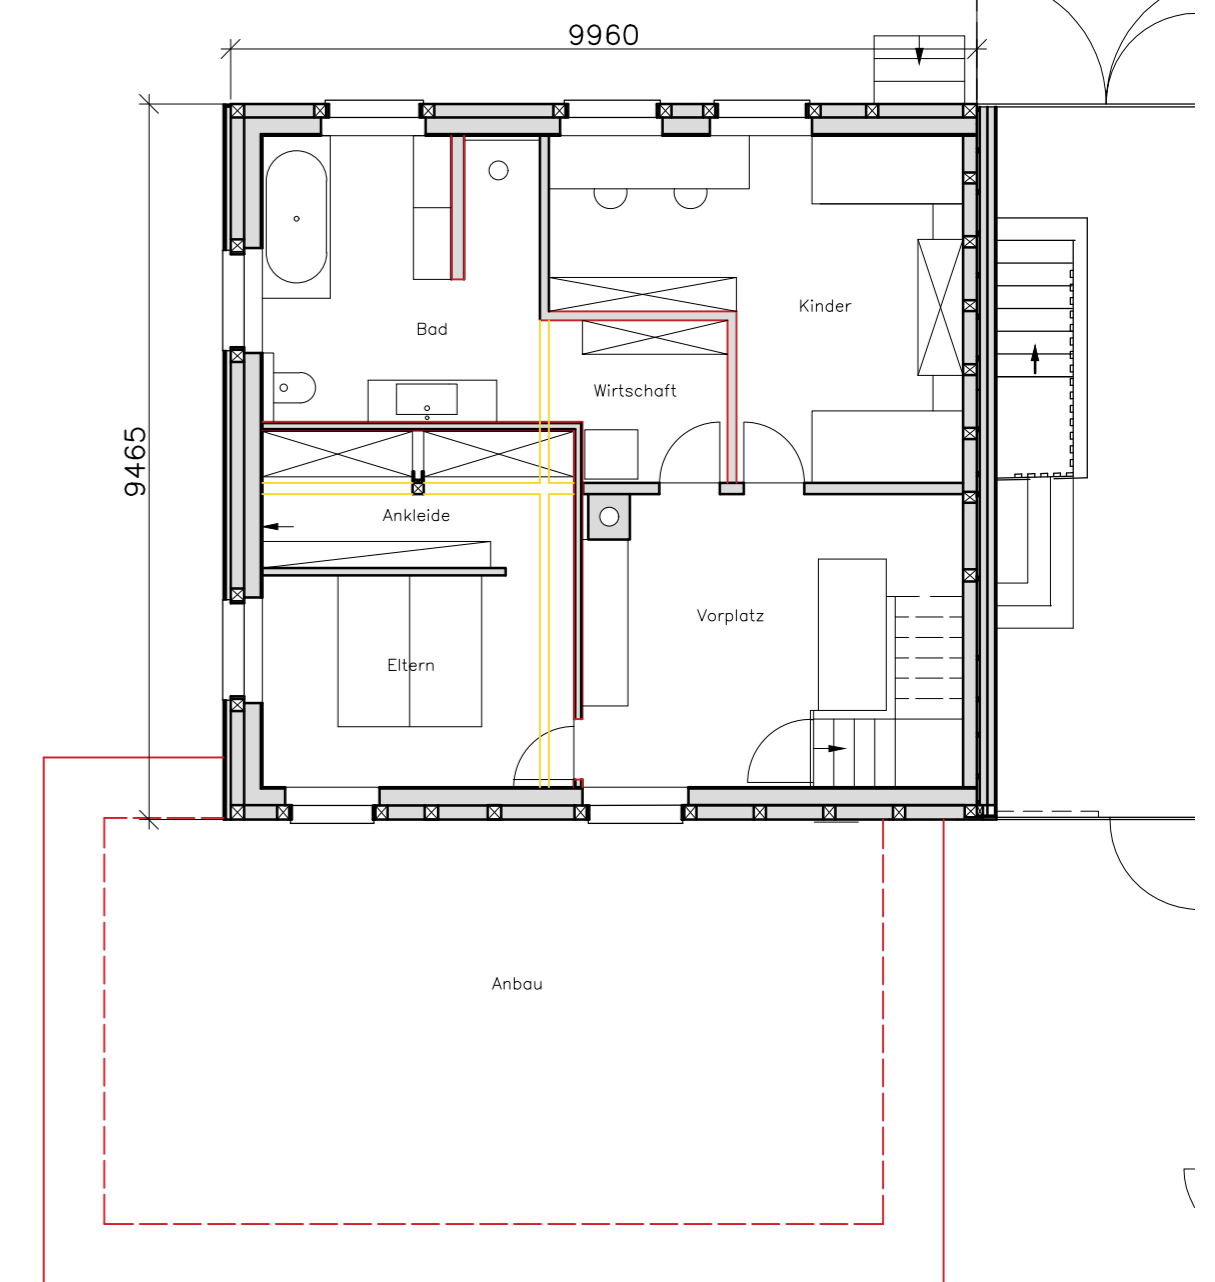 9960
9465
Kinder
Bad
Wirtschaft
Ankleide
Vorplatz
Eltern
Anbau